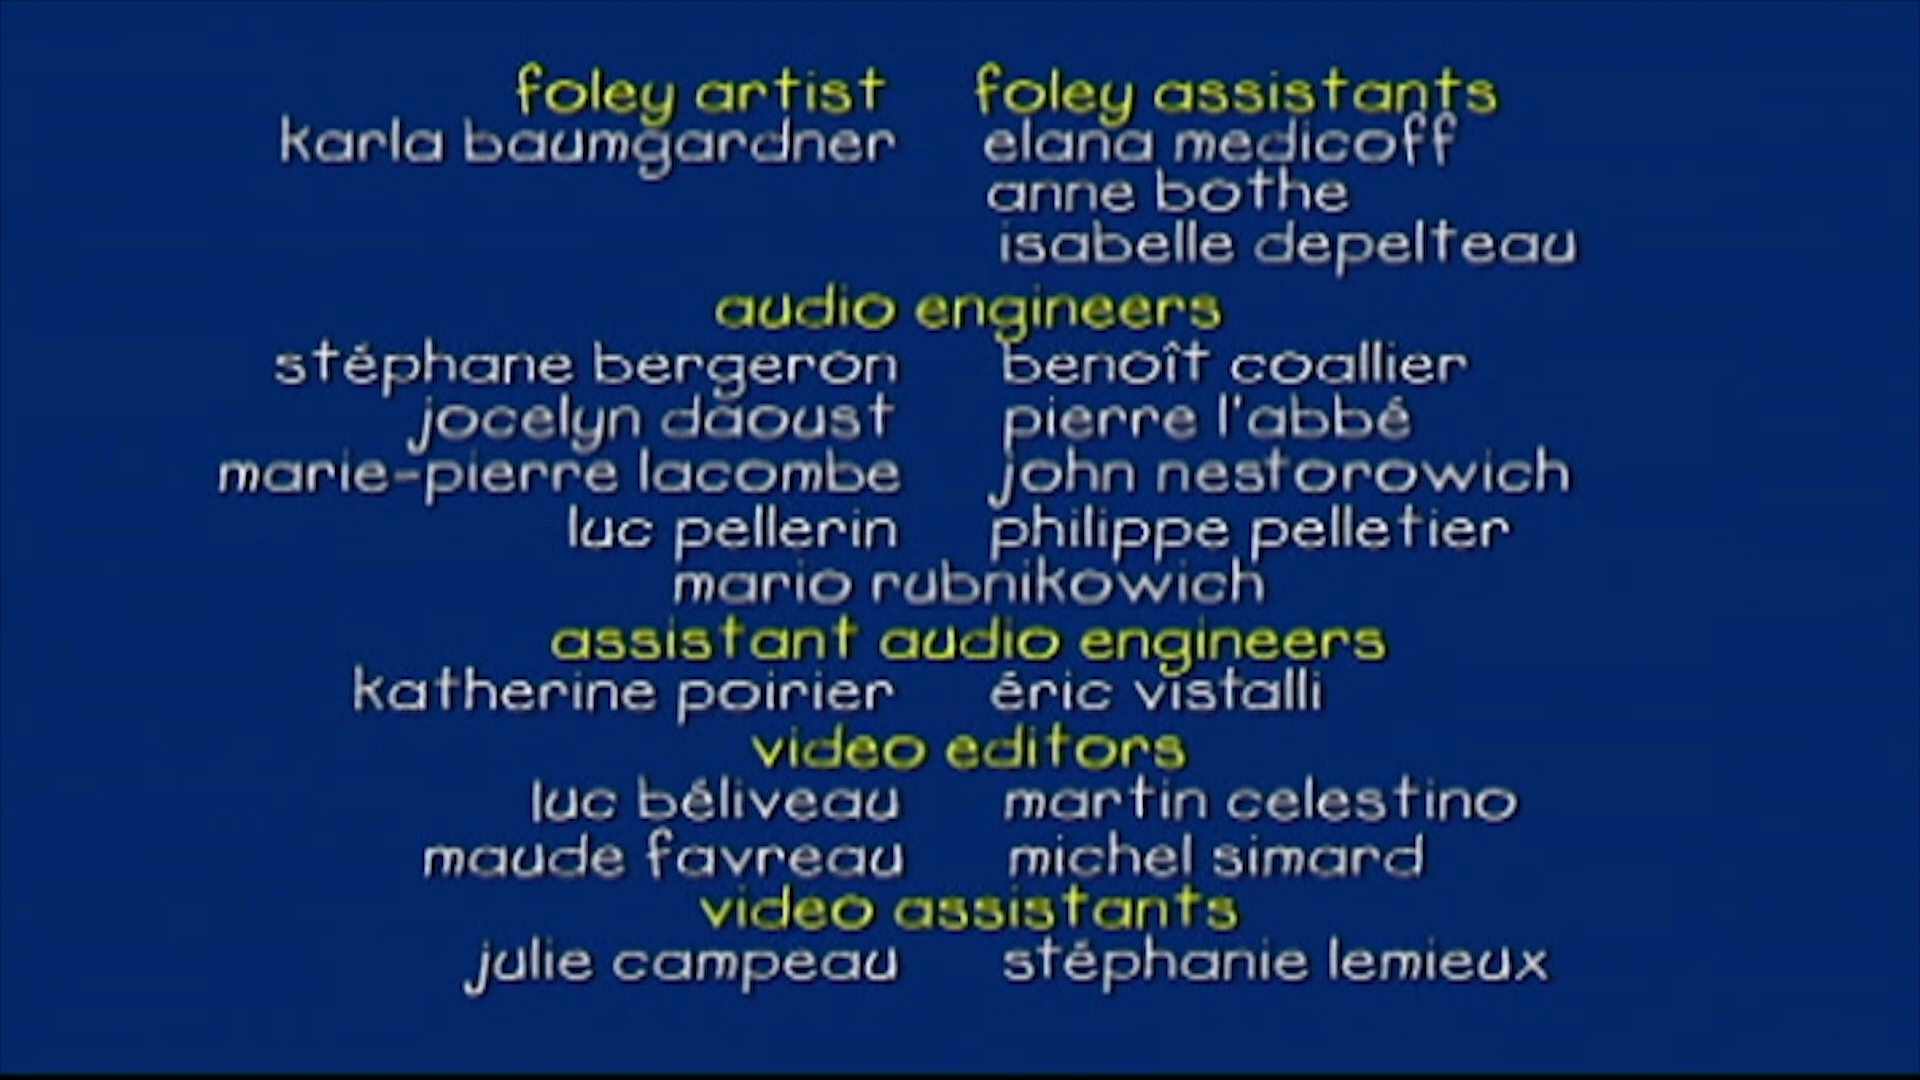 foley artist foley assistants
karla baumgardner elana medicoff
anne bothe
isabelle depelteau
audio engineers
stéphane bergeron benoît coallier
jocelyn daoust pierre l'abbé
marie-pierre lacombe john nestorowich
luc pellerin philippe pelletier
mario rubnikowich
assistant audio engineers
katherine poirier éric vistalli
video editors
luc béliveau martin celestino
maude favreau michel simard
video assistants
julie campeau stéphanie lemieux